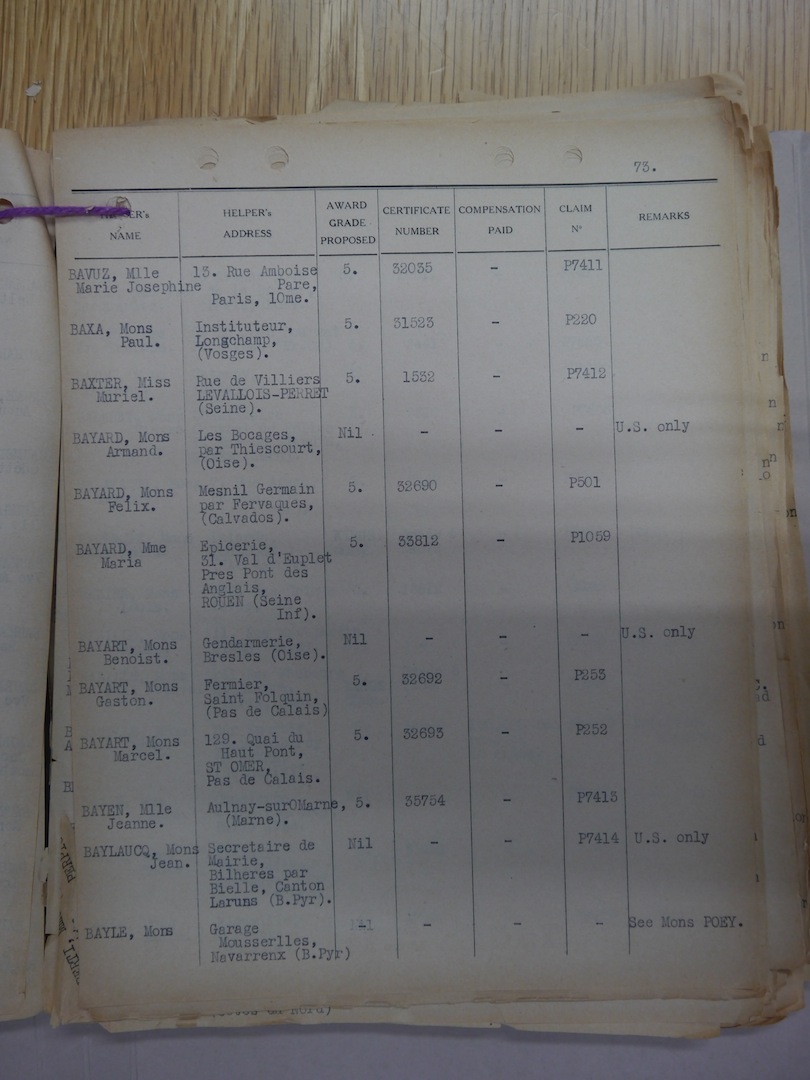 73.
NAME
HELPER's
ADDRESS
AWARD
GRADE
PROPOSED
CERTIFICATE
NUMBER
COMPENSATION
PAID
CLAIM
Nº
REMARKS
BAVUZ, Mlle 13. Rue Amboise 5. 32035 - P7411
Marie Josephine Pare,
Paris, 10me.
BAXA, Mons Instituteur, 5. 31523 - P220
Paul. Longchamp,
(Vosges).
BAXTER, Miss Rue de Villiers 5. 1532 - P7412
Muriel. LEVALLOIS-PERRET
(Seine).
BAYARD, Mons Les Bocages, Nil - - - U.S. only
Armand. par Thiescourt,
(Oise).
BAYARD, Mons Mesnil Germain 5. 32690 - P501
Felix. par Fervaques,
(Calvados).
BAYARD, Mme Epicerie, 5. 33812 - P1059
Maria 31. Val d'Euplet
Pres Pont des
Anglais,
ROUEN (Seine
Inf).
BAYART, Mons Gendarmerie, Nil - - - U.S. only
Benoist. Bresles (Oise).
BAYART, Mons Fermier, 5. 32692 - P253
Gaston. Saint Folquin,
(Pas de Calais)
BAYART, Mons 129. Quai du 5. 32693 - P252
Marcel. Haut Pont,
ST OMER,
Pas de Calais.
BAYEN, Mlle Aulnay-surOMarne, 5. 35754 - P7413
Jeanne. (Marne).
BAYLAUCQ, Mons Secretaire de Nil - - P7414 U.S. only
Jean. Mairie,
Bilheres par
Bielle, Canton
Laruns (B.Pyr).
BAYLE, Mons Garage - - - See Mons POEY.
Mousserlles,
Navarrenx (B.Pyr)